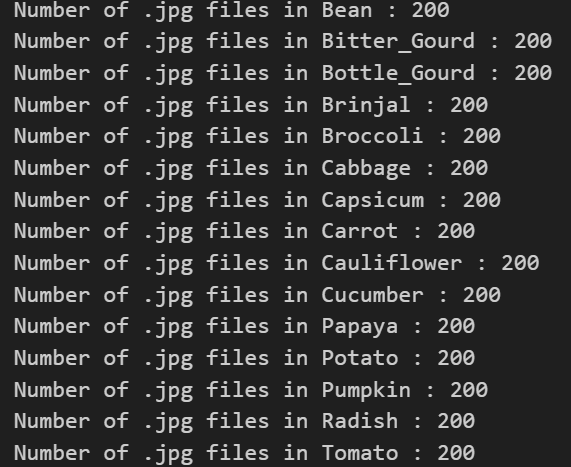 Number of .jpg files in Bean : 200
Number of .jpg files in Bitter_Gourd : 200
Number of .jpg files in Bottle_Gourd : 200
Number of .jpg files in Brinjal : 200
Number of .jpg files in Broccoli : 200
Number of .jpg files in Cabbage : 200
Number of .jpg files in Capsicum : 200
Number of .jpg files in Carrot : 200
Number of .jpg files in Cauliflower : 200
Number of .jpg files in Cucumber : 200
Number of .jpg files in Papaya : 200
Number of .jpg files in Potato : 200
Number of .jpg files in Pumpkin : 200
Number of .jpg files in Radish : 200
Number of .jpg files in Tomato : 200